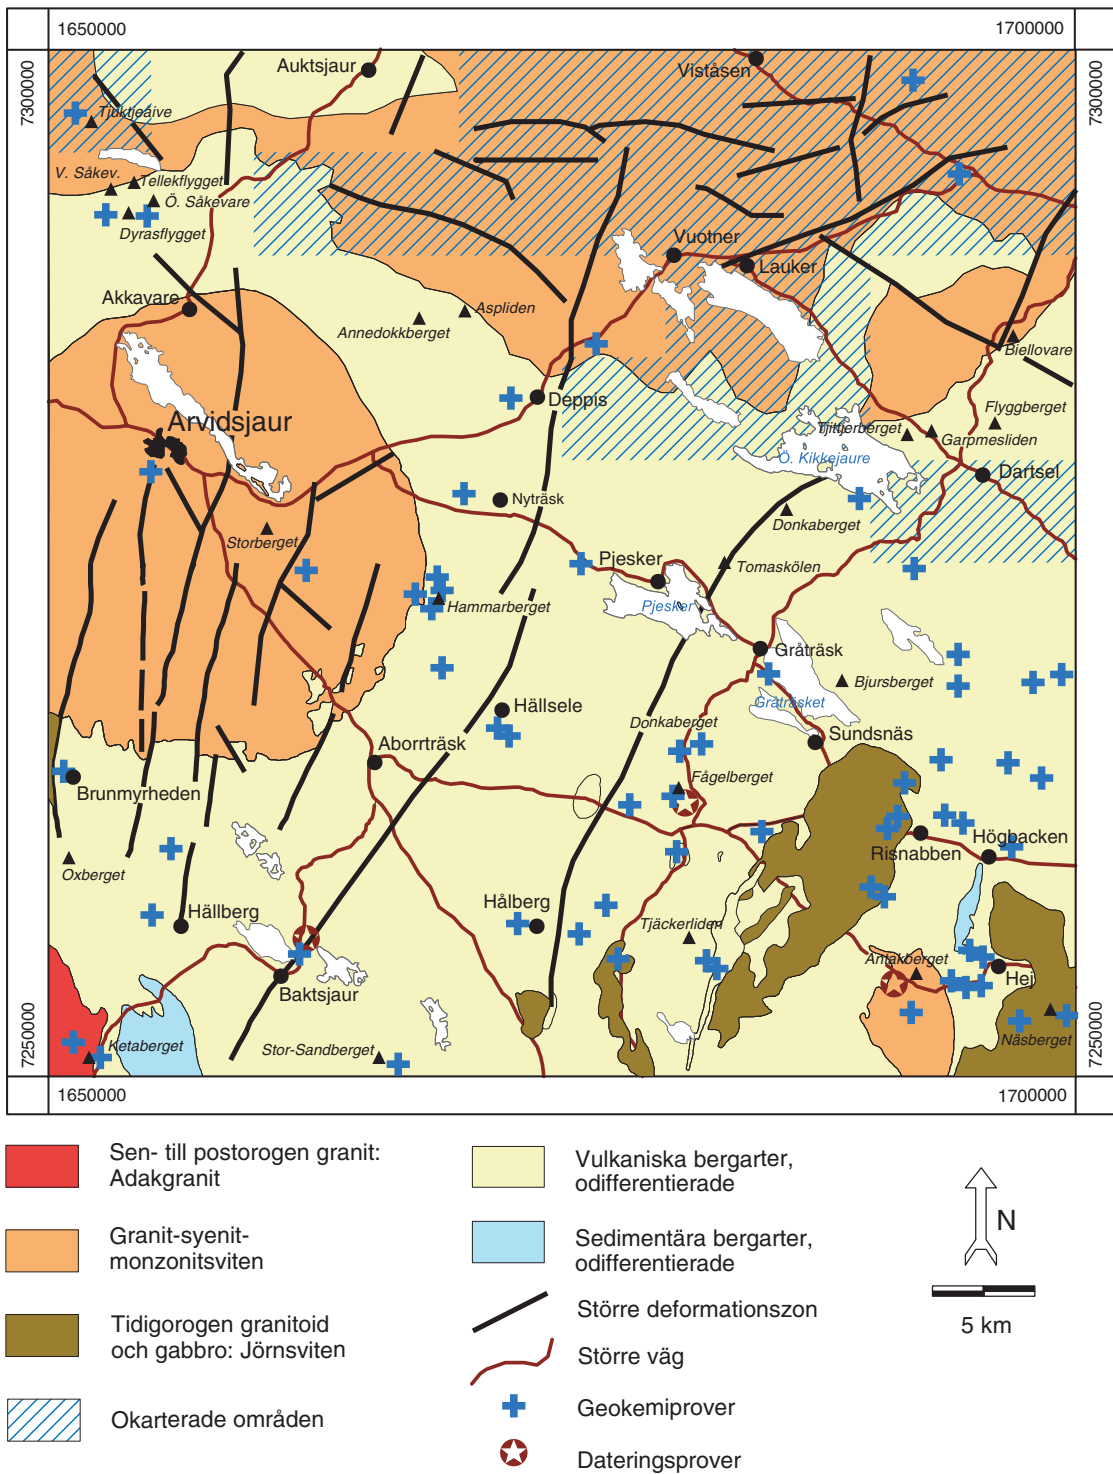 1650000
1700000
7300000
7300000
Auktsjaur
Viståsen
Tjuktjeåive
V. Såkev.
Tellekflygget
Ö. Såkevare
Dyrasflygget
Vuotner
Lauker
Akkavare
Aspliden
Annedokkberget
Biellovare
Deppis
Flyggberget
Arvidsjaur
Tjittjerberget
Garpmesliden
Ö. Kikkejaure
Dartsel
Nyträsk
Donkaberget
Storberget
Pjesker
Tomaskölen
Hammarberget
Pjesker
Gråträsk
Bjursberget
Gråträsket
Hällsele
Donkaberget
Sundsnäs
Aborrträsk
Brunmyrheden
Fågelberget
Risnabben
Högbacken
Oxberget
Hällberg
Hålberg
Tjäckerliden
Antakberget
Hej
Baktsjaur
Näsberget
Ketaberget
Stor-Sandberget
7250000
7250000
1650000
1700000
Sen- till postorogen granit:
Adakgranit
Granit-syenit-
monzonitsviten
Tidigorogen granitoid
och gabbro: Jörnsviten
Okarterade områden
Vulkaniska bergarter,
odifferentierade
Sedimentära bergarter,
odifferentierade
Större deformationszon
Större väg
Geokemiprover
Dateringsprover
N
5 km